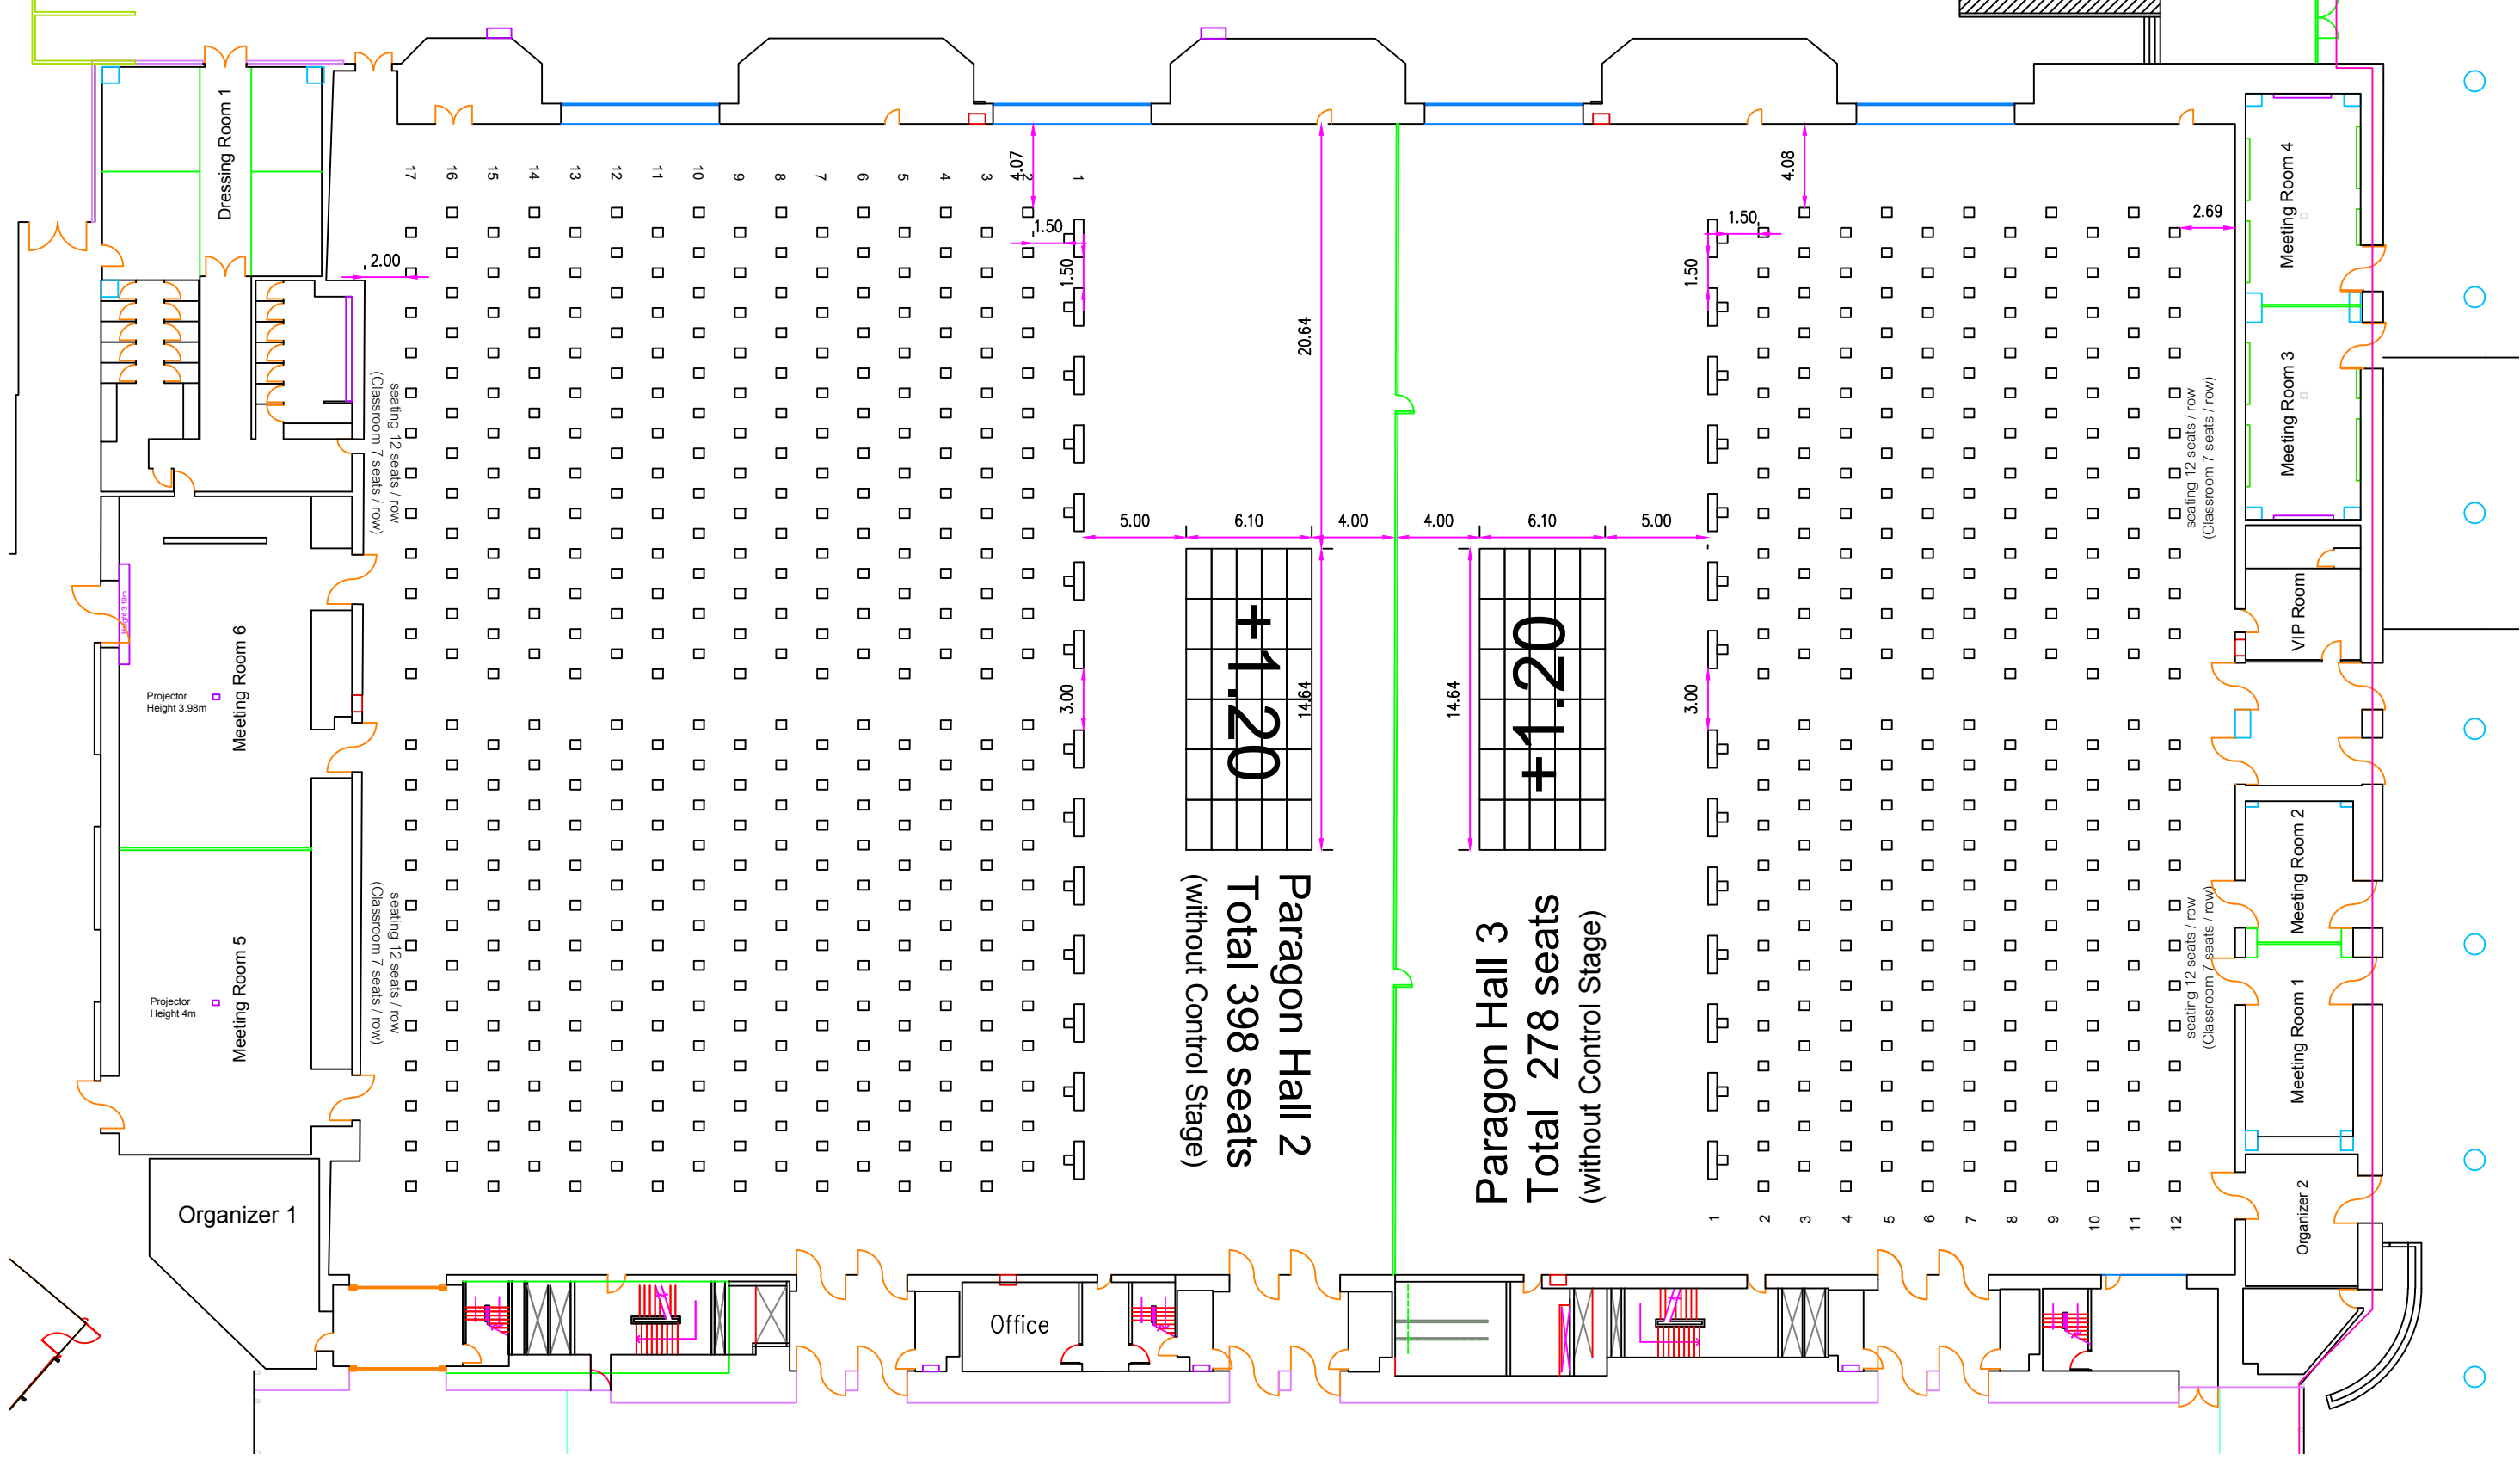 Dressing Room 1
17
16
15
14
13
12
11
10
9
8
7
6
5
4
3
2
1
4.07
1.50
1.50
2.00
20.64
4.08
1.50
1.50
2.69
Meeting Room 4
Meeting Room 3
seating 12 seats / row
(Classroom 7 seats / row)
seating 12 seats / row
(Classroom 7 seats / row)
5.00
6.10
4.00
4.00
6.10
5.00
VIP Room
Height 3.19m
Meeting Room 6
Projector
Height 3.98m
3.00
+1.20
14.64
14.64
+1.20
3.00
Meeting Room 2
seating 12 seats / row
(Classroom 7 seats / row)
Paragon Hall 2
Total 398 seats
(without Control Stage)
Paragon Hall 3
Total 278 seats
(without Control Stage)
seating 12 seats / row
(Classroom 7 seats / row)
Meeting Room 5
Projector
Height 4m
Meeting Room 1
Organizer 1
1
2
3
4
5
6
7
8
9
10
11
12
Organizer 2
Office